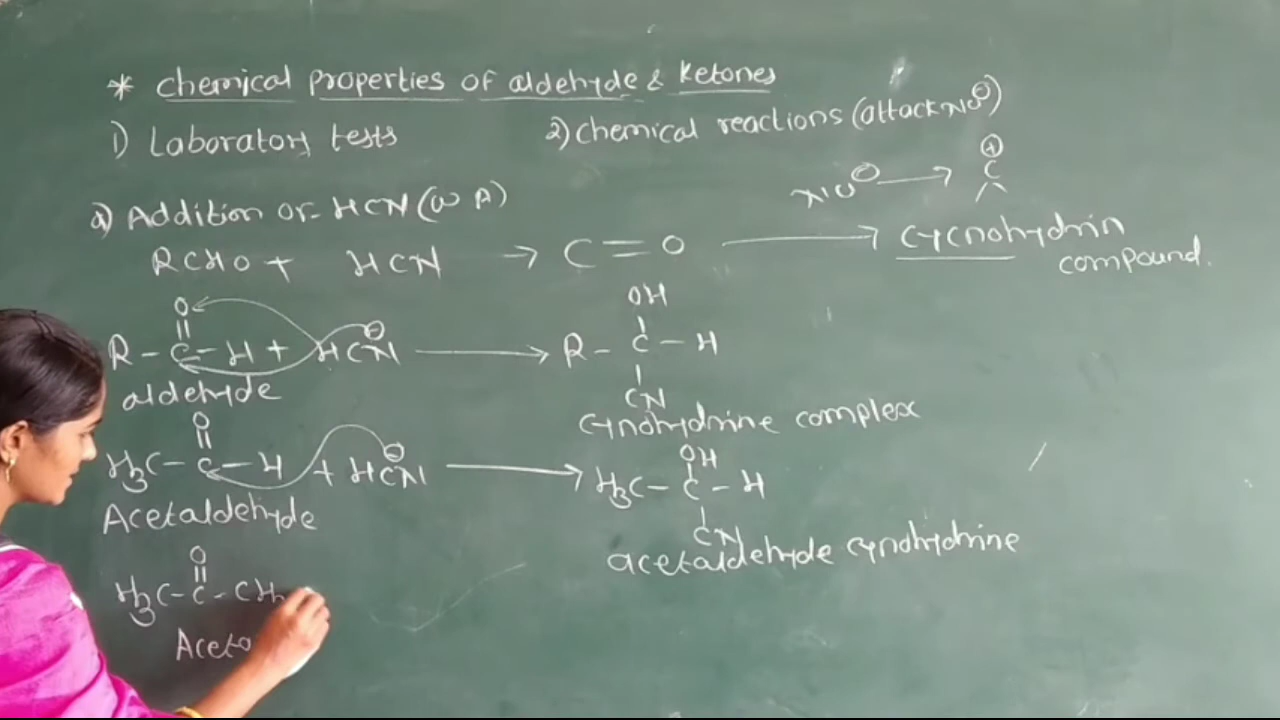 * Chemical properties of aldehyde & Ketones
1) Laboratory tests
2) Chemical reactions (attack Nu⊖)
Nu⊖ → C⊕
a) Addition of HCN (W A)
RCHO + HCN → C = O → Cycnohydrin
compound.
O
||
R - C - H + HCN⊖ →
aldehyde
OH
|
R - C - H
|
CN
Cynohydrine complex
O
||
H3C - C - H + HCN⊖ →
Acetaldehyde
OH
|
H3C - C - H
|
CN
acetaldehyde cynohydrine
O
||
H3C - C - CH
Aceto